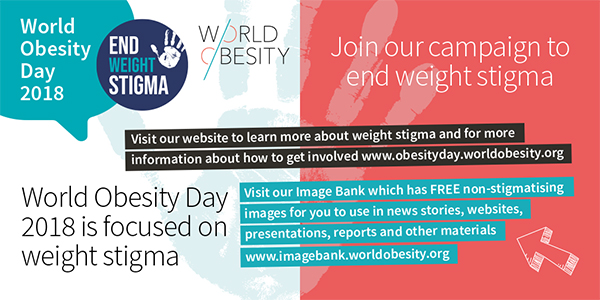 World
Obesity
Day
2018
END
WEIGHT
STIGMA
WORLD
OBESITY
Join our campaign to
end weight stigma
Visit our website to learn more about weight stigma and for more
information about how to get involved www.obesityday.worldobesity.org
World Obesity Day
2018 is focused on
weight stigma
Visit our Image Bank which has FREE non-stigmatising
images for you to use in news stories, websites,
presentations, reports and other materials
www.imagebank.worldobesity.org